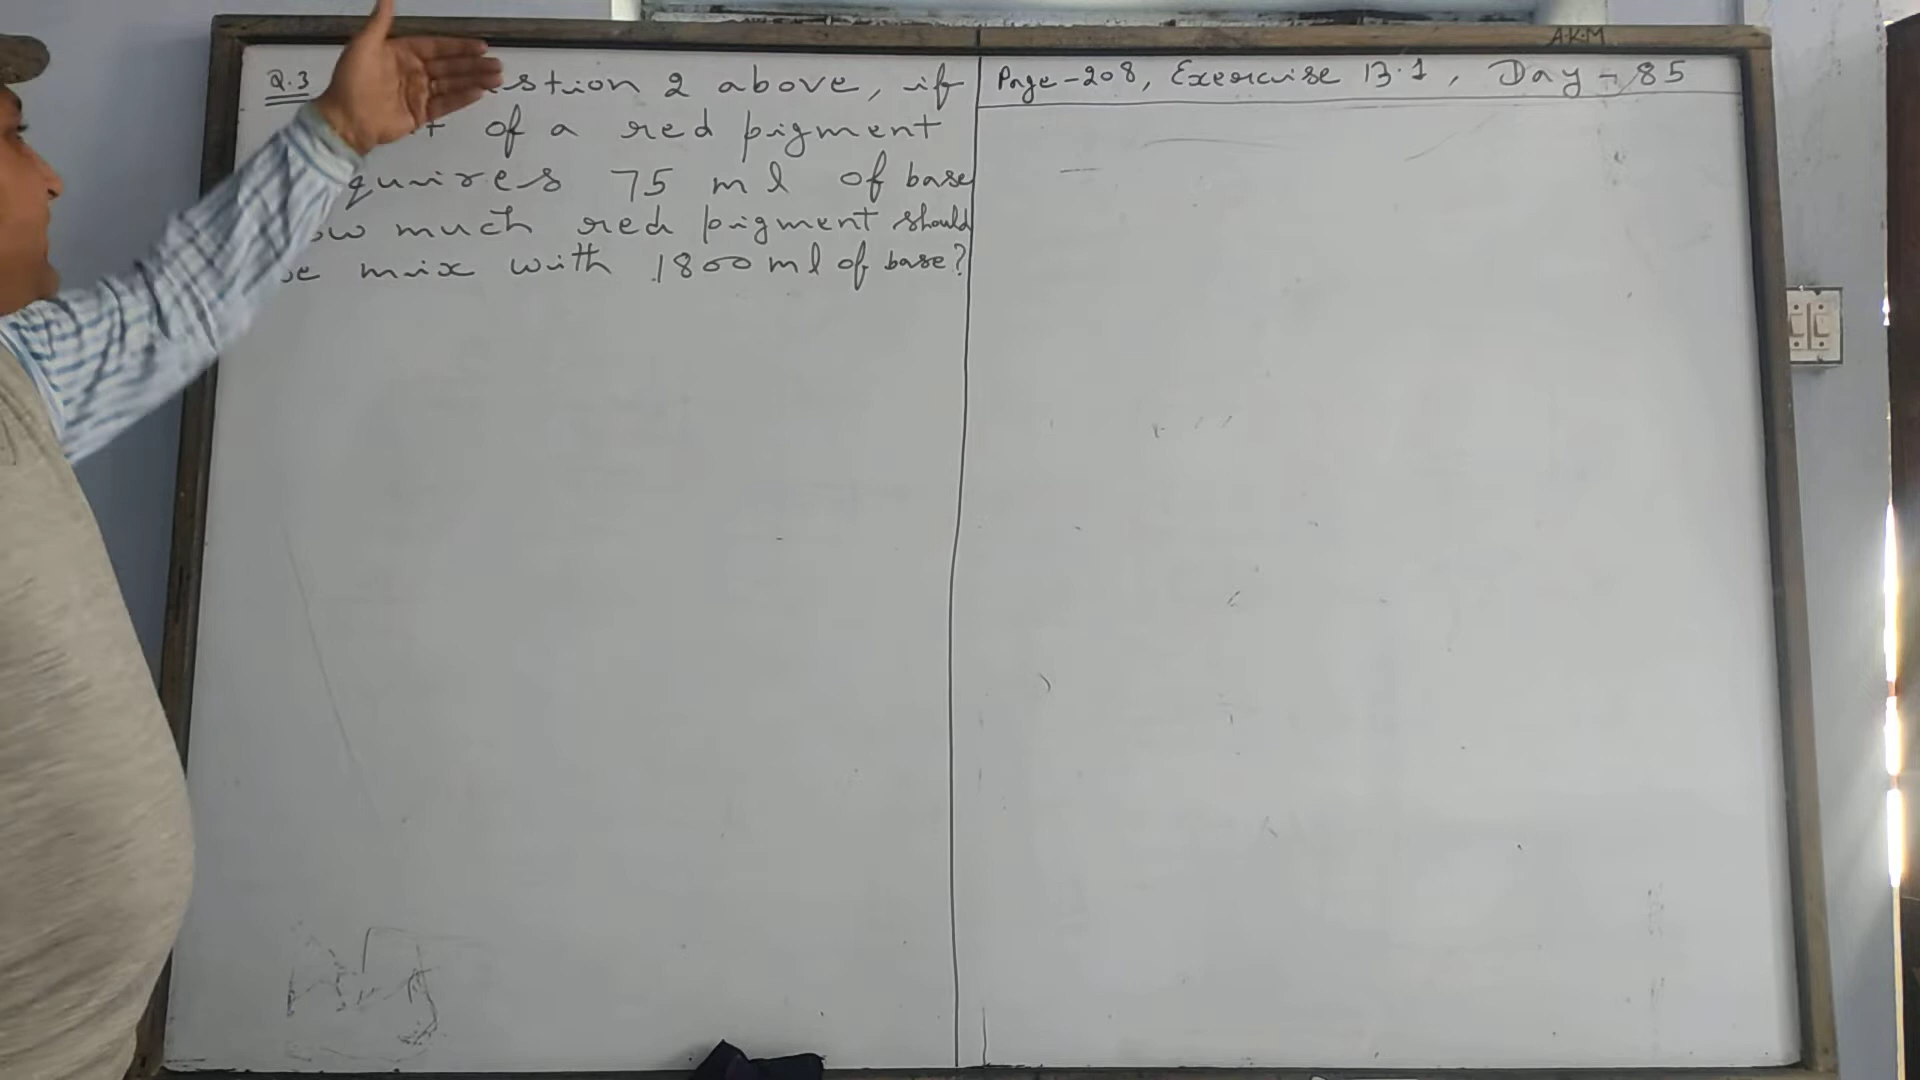 Q.3 stion 2 above, if
of a red pigment
quires 75 ml of base
ow much red pigment should
mix with 1800 ml of base?
Page-208, Exercise 13.1, Day-85
A.K.M